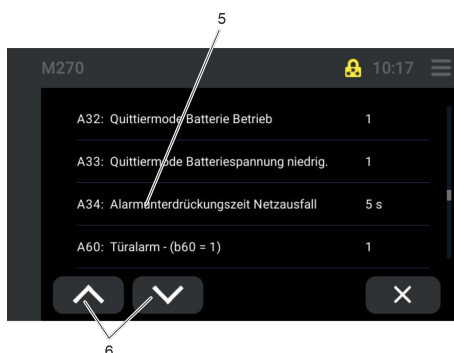 5
M270 10:17
A32: Quittiermode Batterie Betrieb 1
A33: Quittiermode Batteriespannung niedrig. 1
A34: Alarmunterdrückungszeit Netzausfall 5 s
A60: Türalarm - (b60 = 1) 1
6